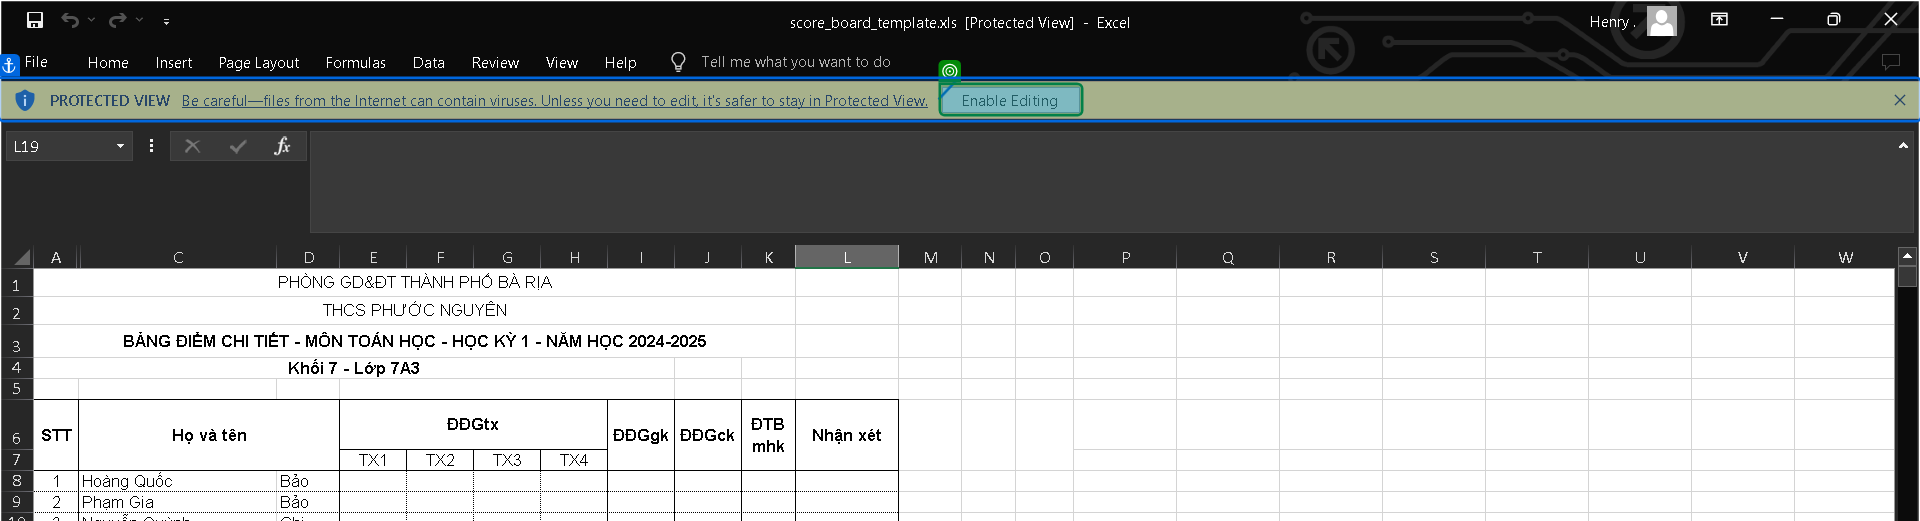 score_board_template.xls [Protected View] - Excel
Henry .
File Home Insert Page Layout Formulas Data Review View Help Tell me what you want to do
PROTECTED VIEW Be careful—files from the Internet can contain viruses. Unless you need to edit, it's safer to stay in Protected View. Enable Editing
L19 fx
A C D E F G H I J K L M N O P Q R S T U V W
1 PHÒNG GD&ĐT THÀNH PHỐ BÀ RỊA
2 THCS PHƯỚC NGUYÊN
3 BẢNG ĐIỂM CHI TIẾT - MÔN TOÁN HỌC - HỌC KỲ 1 - NĂM HỌC 2024-2025
4 Khối 7 - Lớp 7A3
5
6 STT Họ và tên ĐĐGtx ĐĐGgk ĐĐGck ĐTB mhk Nhận xét
7 TX1 TX2 TX3 TX4
8 1 Hoàng Quốc Bảo
9 2 Phạm Gia Bảo